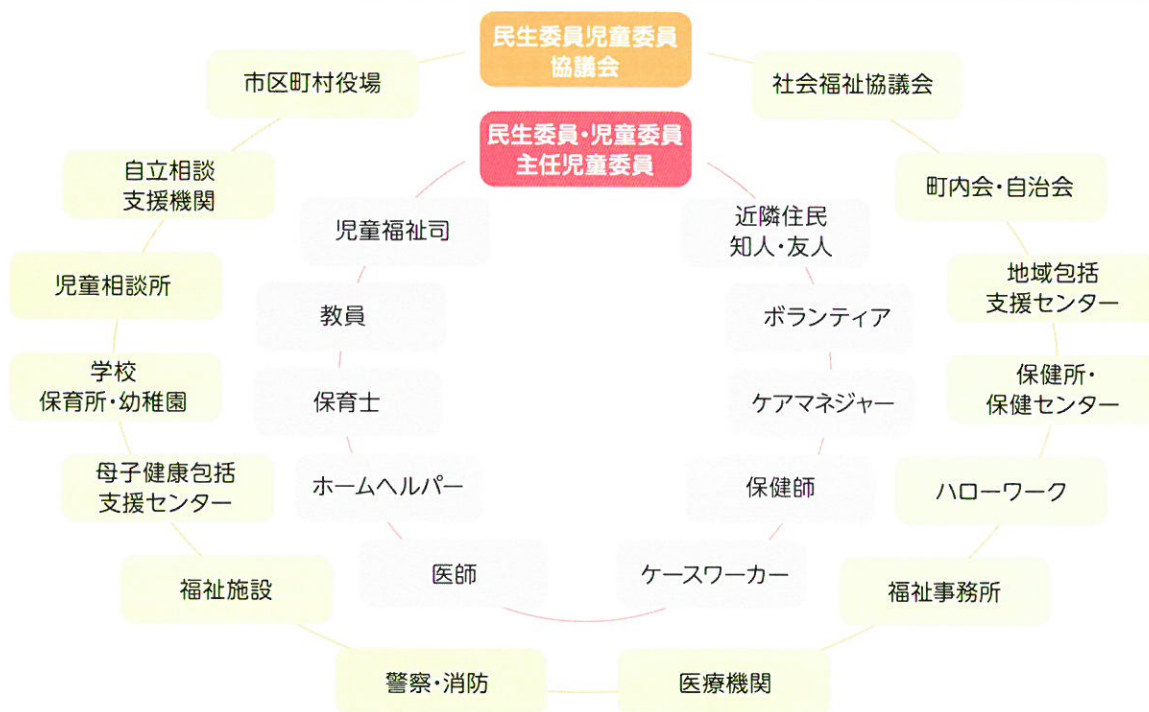 民生委員児童委員
協議会
市区町村役場
社会福祉協議会
民生委員・児童委員
主任児童委員
自立相談
支援機関
町内会・自治会
児童福祉司
近隣住民
知人・友人
児童相談所
地域包括
支援センター
教員
ボランティア
学校
保育所・幼稚園
保健所・
保健センター
保育士
ケアマネジャー
母子健康包括
支援センター
ホームヘルパー
保健師
ハローワーク
福祉施設
医師
ケースワーカー
福祉事務所
警察・消防
医療機関